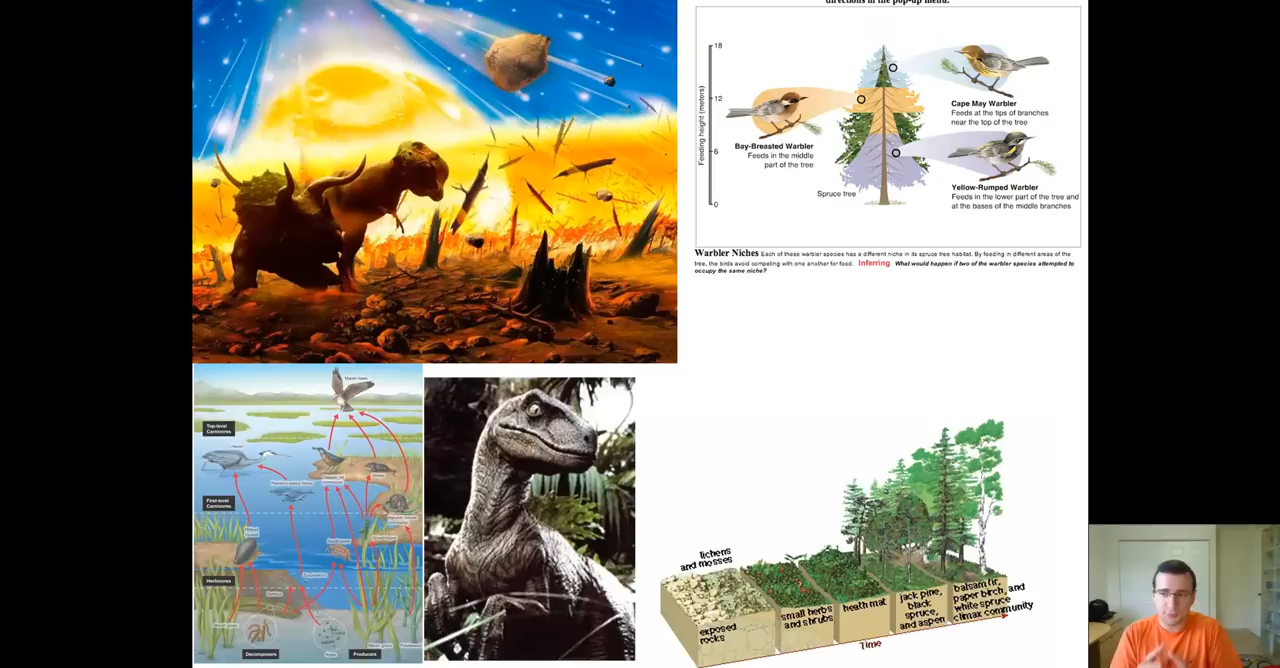 directions in the pop-up menu.
18
12
6
0
Feeding height (meters)
Cape May Warbler
Feeds at the tips of branches
near the top of the tree
Bay-Breasted Warbler
Feeds in the middle
part of the tree
Yellow-Rumped Warbler
Feeds in the lower part of the tree and
at the bases of the middle branches
Spruce tree
Warbler Niches Each of these warbler species has a different niche in its spruce tree habitat. By feeding in different areas of the
tree, the birds avoid competing with one another for food. Inferring What would happen if two of the warbler species attempted to
occupy the same niche?
Marsh hawk
Top-level
Carnivores
First-level
Carnivores
Herbivores
Zooplankton
Detritus
Algae
Decomposers
Producers
lichens
and mosses
exposed
rocks
small herbs
and shrubs
heath mat
jack pine,
black
spruce,
and aspen
balsam fir,
paper birch, and
white spruce
climax community
Time